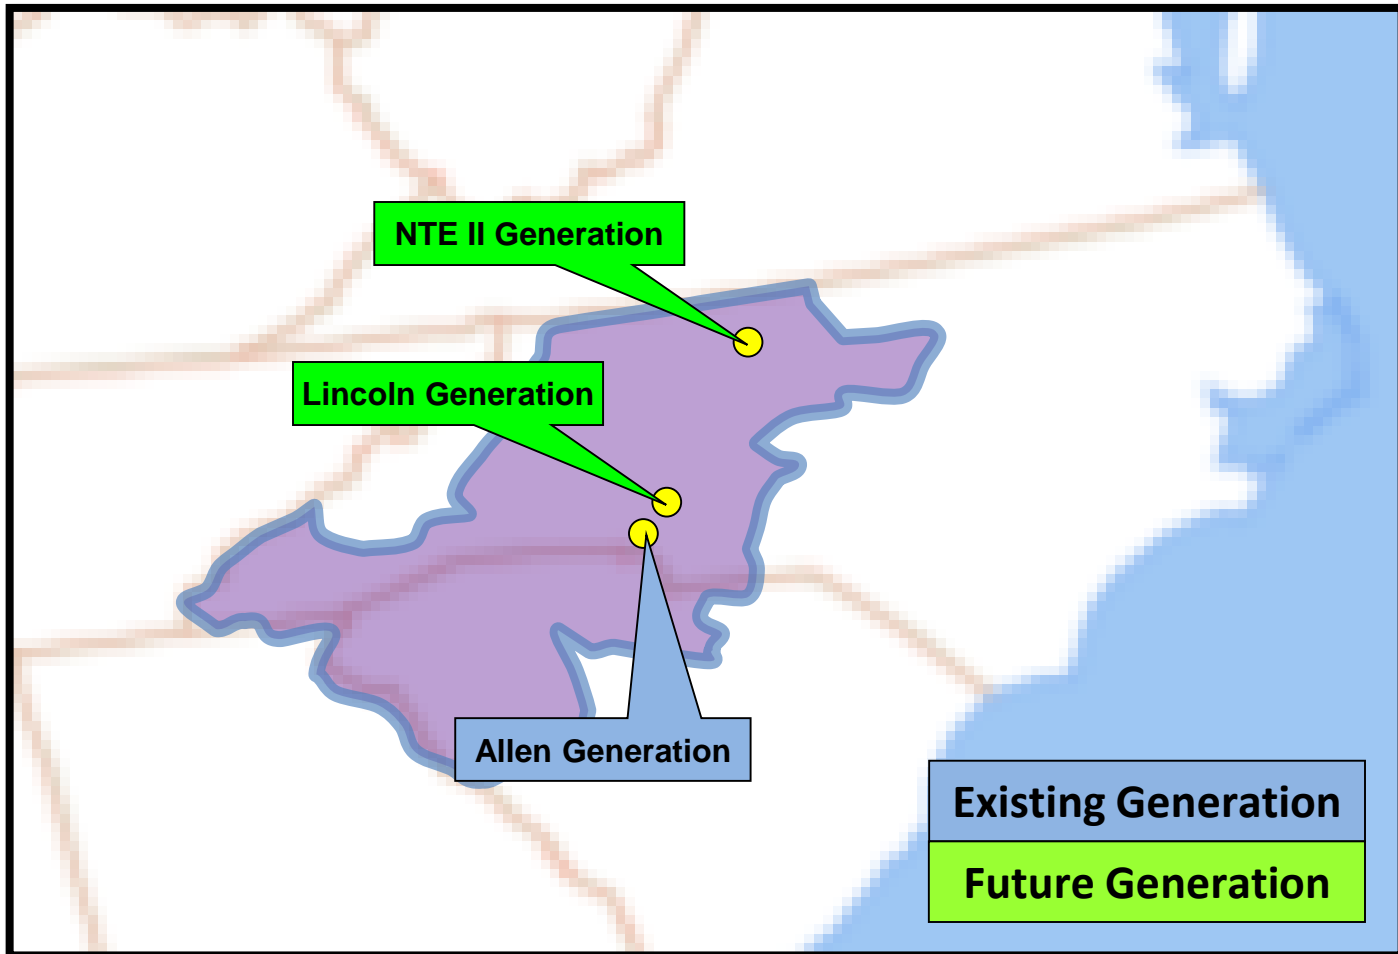 NTE II Generation
Lincoln Generation
Allen Generation
Existing Generation
Future Generation